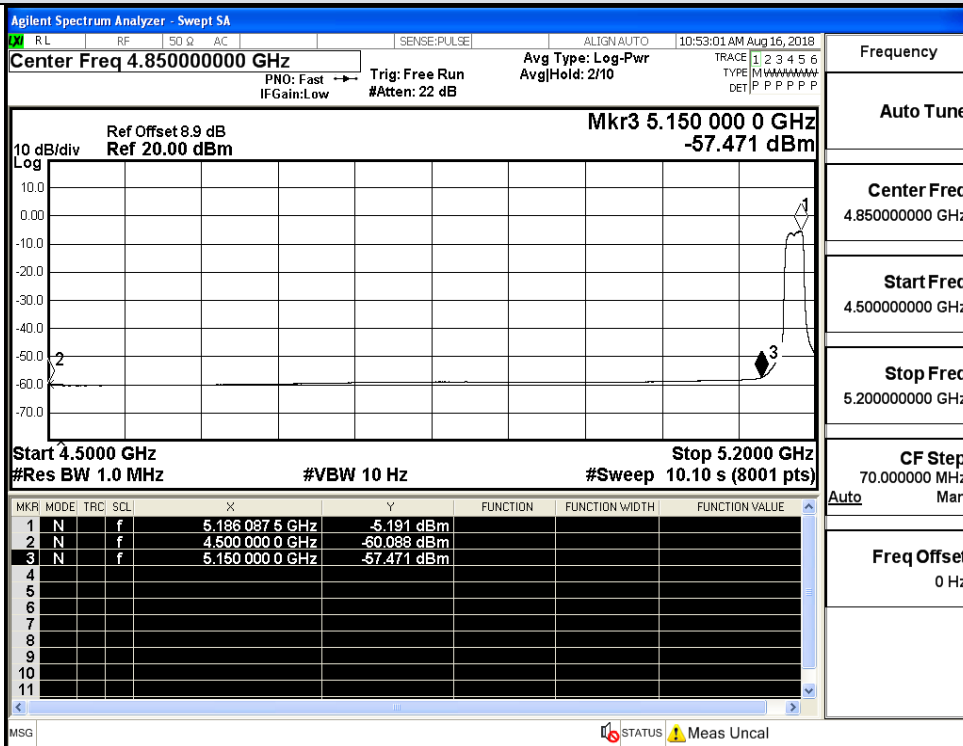 Agilent Spectrum Analyzer - Swept SA
LXI RL RF 50 Ω AC SENSE:PULSE ALIGN AUTO 10:53:01 AM Aug 16, 2018
Center Freq 4.850000000 GHz
PNO: Fast
IFGain:Low
Trig: Free Run
#Atten: 22 dB
Avg Type: Log-Pwr
Avg|Hold: 2/10
TRACE 1 2 3 4 5 6
TYPE M WWWWW
DET P P P P P P
Mkr3 5.150 000 0 GHz
-57.471 dBm
Ref Offset 8.9 dB
10 dB/div Ref 20.00 dBm
Log
10.0
0.00
-10.0
-20.0
-30.0
-40.0
-50.0
-60.0
-70.0
1
2
3
Start 4.5000 GHz Stop 5.2000 GHz
#Res BW 1.0 MHz #VBW 10 Hz #Sweep 10.10 s (8001 pts)
MKR MODE TRC SCL X Y FUNCTION FUNCTION WIDTH FUNCTION VALUE
1 N f 5.186 087 5 GHz -5.191 dBm
2 N f 4.500 000 0 GHz -60.088 dBm
3 N f 5.150 000 0 GHz -57.471 dBm
4
5
6
7
8
9
10
11
MSG STATUS Meas Uncal
Frequency
Auto Tune
Center Freq
4.850000000 GHz
Start Freq
4.500000000 GHz
Stop Freq
5.200000000 GHz
CF Step
70.000000 MHz
Auto Man
Freq Offset
0 Hz